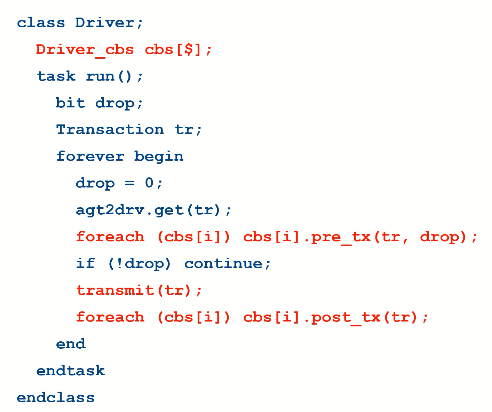 class Driver;
Driver_cbs cbs[$];
task run();
bit drop;
Transaction tr;
forever begin
drop = 0;
agt2drv.get(tr);
foreach (cbs[i]) cbs[i].pre_tx(tr, drop);
if (!drop) continue;
transmit(tr);
foreach (cbs[i]) cbs[i].post_tx(tr);
end
endtask
endclass